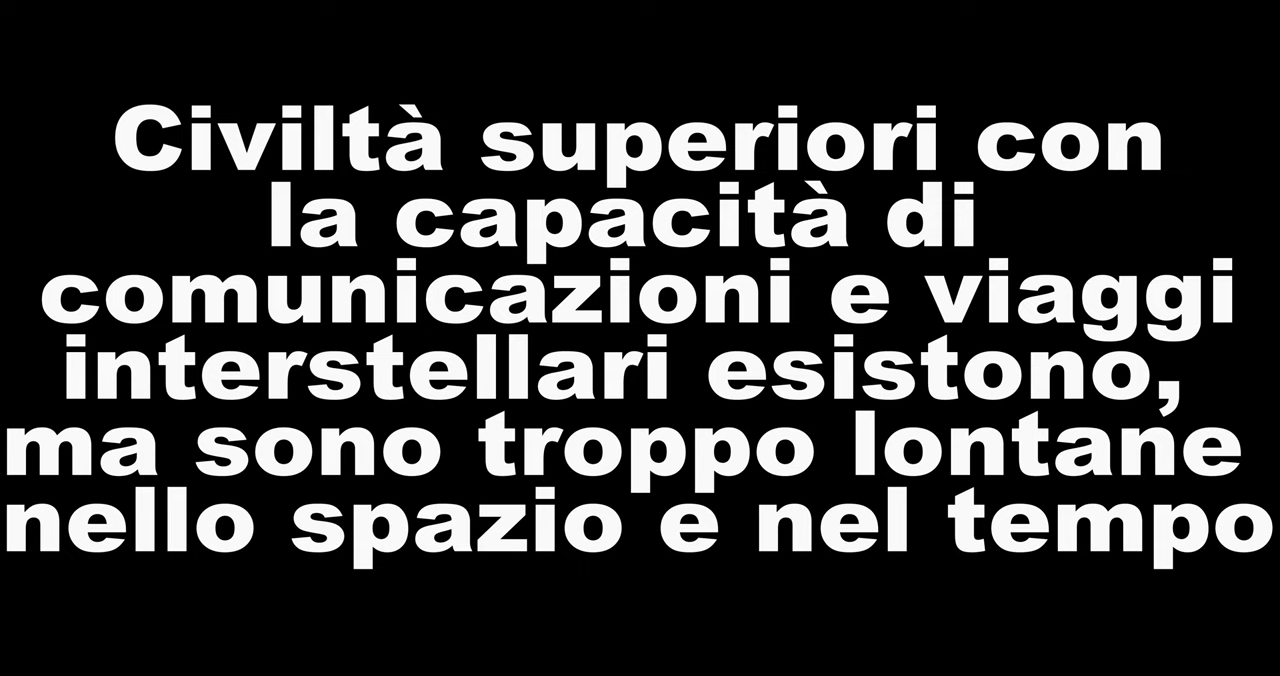 Civiltà superiori con
la capacità di
comunicazioni e viaggi
interstellari esistono,
ma sono troppo lontane
nello spazio e nel tempo